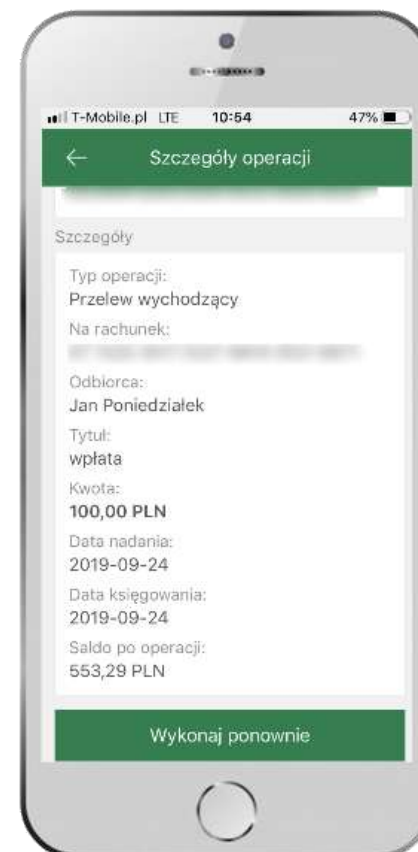 T-Mobile.pl LTE 10:54 47%
Szczegóły operacji
Szczegóły
Typ operacji:
Przelew wychodzący
Na rachunek:
Odbiorca:
Jan Poniedziałek
Tytuł:
wpłata
Kwota:
100,00 PLN
Data nadania:
2019-09-24
Data księgowania:
2019-09-24
Saldo po operacji:
553,29 PLN
Wykonaj ponownie